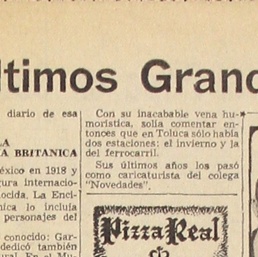 ltimos Grand
diario de esa
A BRITANICA
éxico en 1918 y
gura internacio-
ocida. La Enci-
nica lo incluía
personajes del
conocido: Gar-
dedicó también
Con su inacabable vena hu-
morística, solía comentar en-
tonces que en Toluca sólo había
dos estaciones: el invierno y la
del ferrocarril.
Sus últimos años los pasó
como caricaturista del colega
"Novedades".
Pizza Real